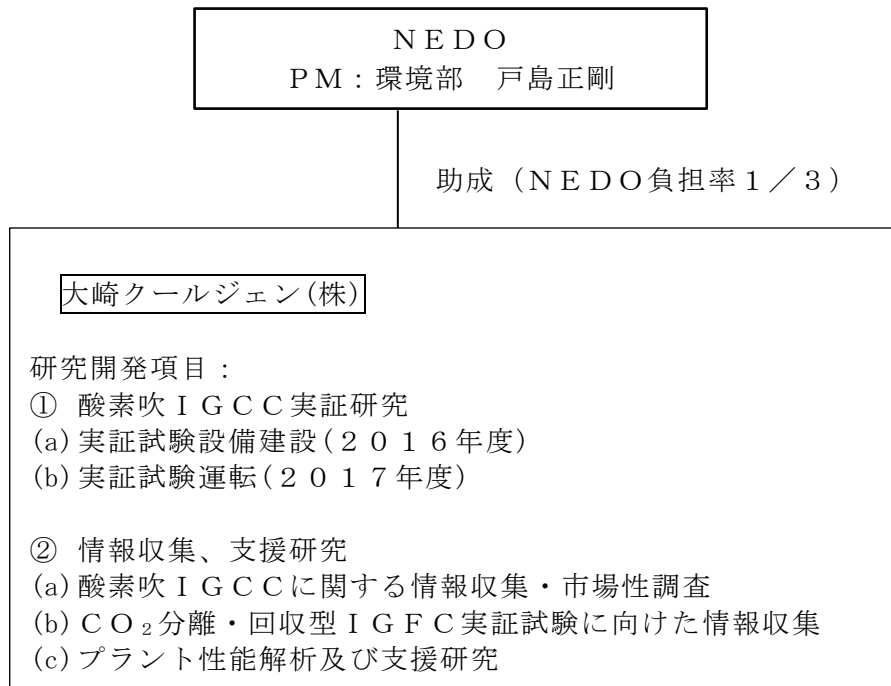 ＮＥＤＯ
ＰＭ：環境部　戸島正剛
助成（ＮＥＤＯ負担率１／３）
大崎クールジェン(株)
研究開発項目：
① 酸素吹ＩＧＣＣ実証研究
(a)実証試験設備建設(２０１６年度)
(b)実証試験運転(２０１７年度)
② 情報収集、支援研究
(a)酸素吹ＩＧＣＣに関する情報収集・市場性調査
(b)ＣＯ₂分離・回収型ＩＧＦＣ実証試験に向けた情報収集
(c)プラント性能解析及び支援研究